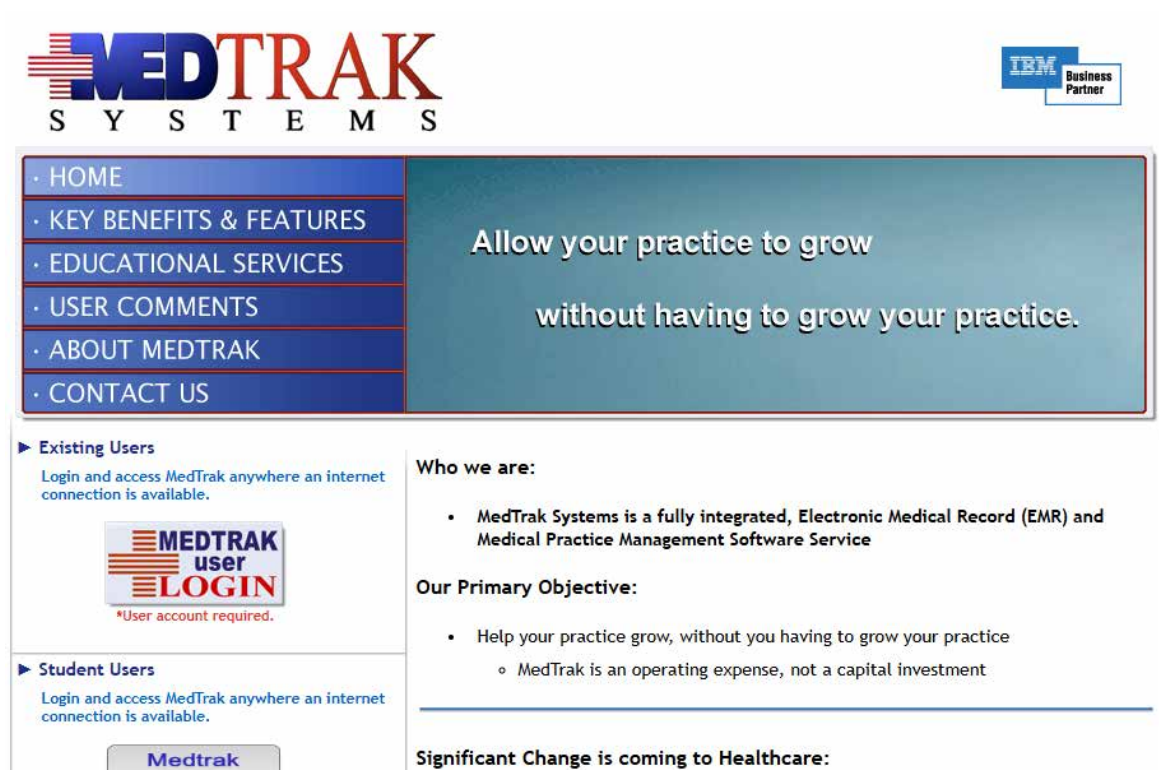 MEDTRAK
SYSTEMS
IBM
Business
Partner
· HOME
· KEY BENEFITS & FEATURES
· EDUCATIONAL SERVICES
· USER COMMENTS
· ABOUT MEDTRAK
· CONTACT US
Allow your practice to grow
without having to grow your practice.
► Existing Users
Login and access MedTrak anywhere an internet
connection is available.
MEDTRAK
user
LOGIN
*User account required.
► Student Users
Login and access MedTrak anywhere an internet
connection is available.
Medtrak
Who we are:
• MedTrak Systems is a fully integrated, Electronic Medical Record (EMR) and
Medical Practice Management Software Service
Our Primary Objective:
• Help your practice grow, without you having to grow your practice
◦ MedTrak is an operating expense, not a capital investment
Significant Change is coming to Healthcare: